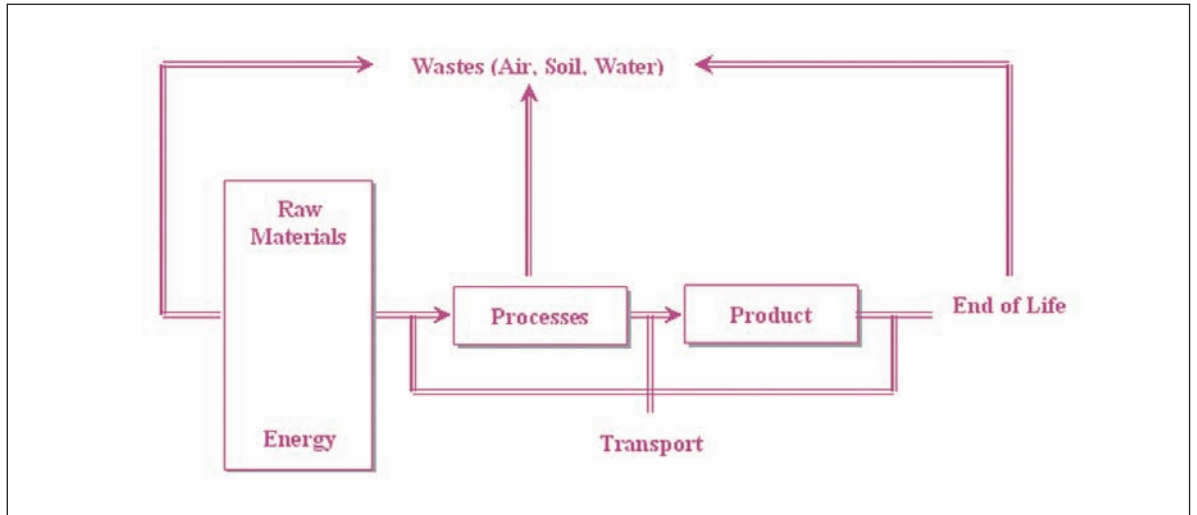 Wastes (Air, Soil, Water)
Raw
Materials
Energy
Processes
Product
End of Life
Transport